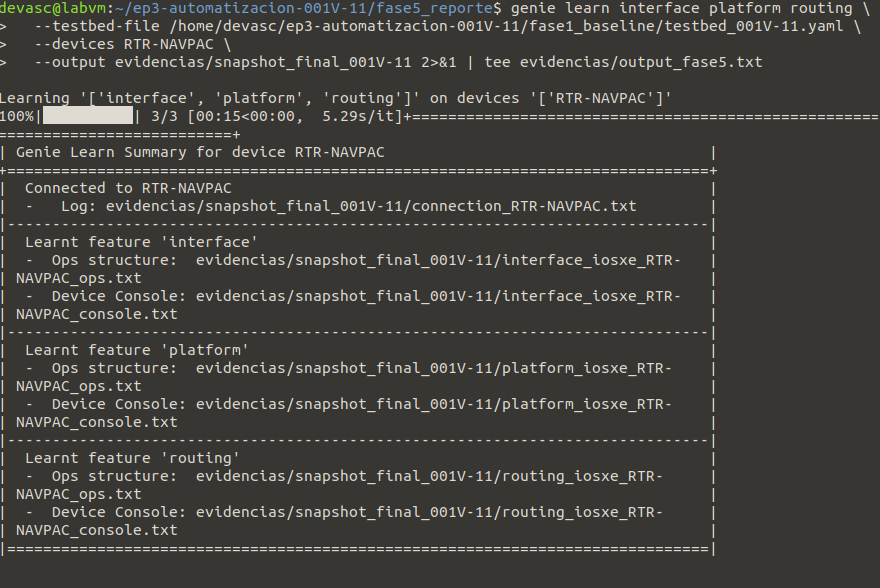 devasc@labvm:~/ep3-automatizacion-001V-11/fase5_reporte$ genie learn interface platform routing \
>   --testbed-file /home/devasc/ep3-automatizacion-001V-11/fase1_baseline/testbed_001V-11.yaml \
>   --devices RTR-NAVPAC \
>   --output evidencias/snapshot_final_001V-11 2>&1 | tee evidencias/output_fase5.txt

Learning '['interface', 'platform', 'routing']' on devices '['RTR-NAVPAC']'
100%|██████████| 3/3 [00:15<00:00,  5.29s/it]+====================================================
==========================+
| Genie Learn Summary for device RTR-NAVPAC                                    |
+==============================================================================+
|  Connected to RTR-NAVPAC                                                     |
|  -   Log: evidencias/snapshot_final_001V-11/connection_RTR-NAVPAC.txt        |
|------------------------------------------------------------------------------|
|  Learnt feature 'interface'                                                  |
|  -  Ops structure:  evidencias/snapshot_final_001V-11/interface_iosxe_RTR-   |
| NAVPAC_ops.txt                                                               |
|  -  Device Console: evidencias/snapshot_final_001V-11/interface_iosxe_RTR-   |
| NAVPAC_console.txt                                                           |
|------------------------------------------------------------------------------|
|  Learnt feature 'platform'                                                   |
|  -  Ops structure:  evidencias/snapshot_final_001V-11/platform_iosxe_RTR-    |
| NAVPAC_ops.txt                                                               |
|  -  Device Console: evidencias/snapshot_final_001V-11/platform_iosxe_RTR-    |
| NAVPAC_console.txt                                                           |
|------------------------------------------------------------------------------|
|  Learnt feature 'routing'                                                    |
|  -  Ops structure:  evidencias/snapshot_final_001V-11/routing_iosxe_RTR-     |
| NAVPAC_ops.txt                                                               |
|  -  Device Console: evidencias/snapshot_final_001V-11/routing_iosxe_RTR-     |
| NAVPAC_console.txt                                                           |
|==============================================================================|